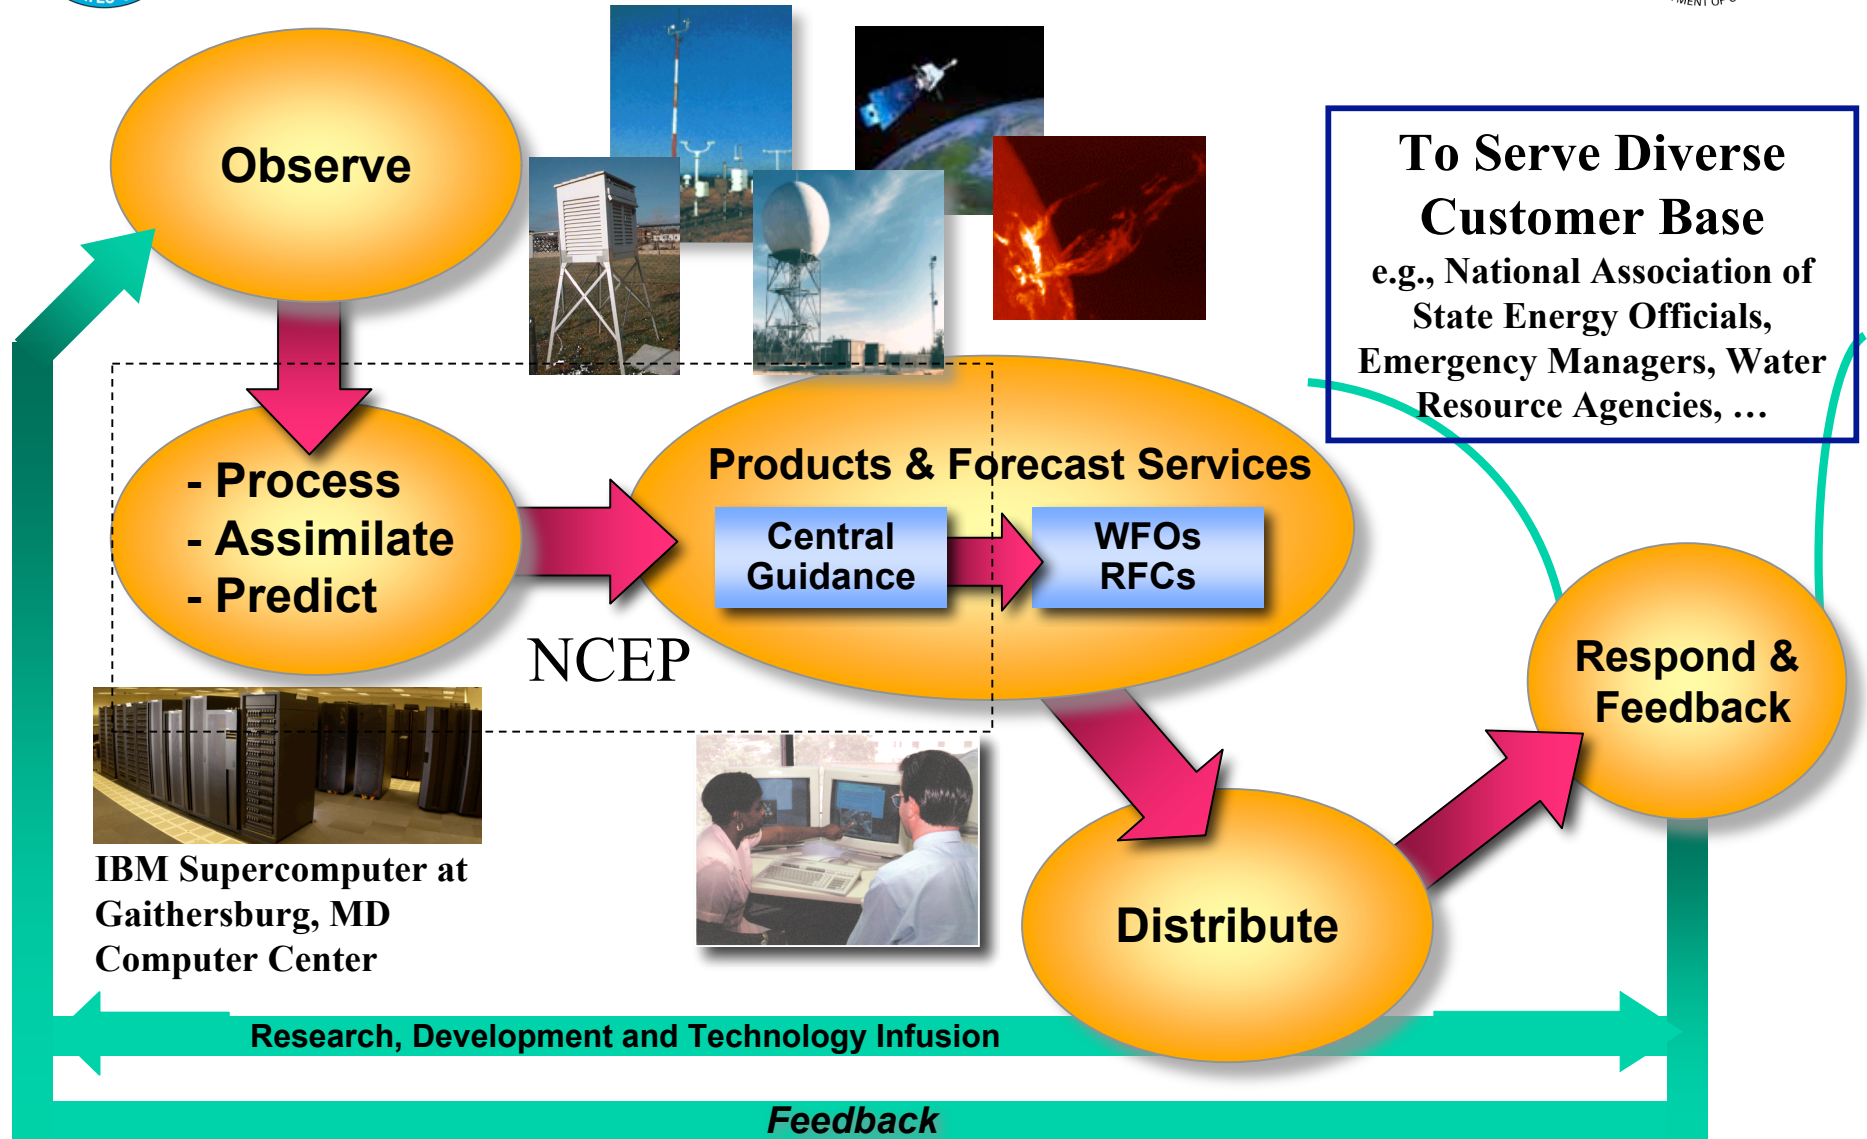 MENT OF
Observe
To Serve Diverse
Customer Base
e.g., National Association of
State Energy Officials,
Emergency Managers, Water
Resource Agencies, …
- Process
- Assimilate
- Predict
Products & Forecast Services
Central
Guidance
WFOs
RFCs
NCEP
Respond &
Feedback
IBM Supercomputer at
Gaithersburg, MD
Computer Center
Distribute
Research, Development and Technology Infusion
Feedback